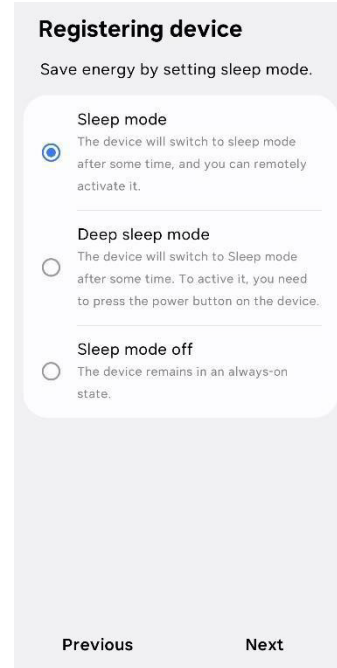 Registering device
Save energy by setting sleep mode.
Sleep mode
The device will switch to sleep mode
after some time, and you can remotely
activate it.
Deep sleep mode
The device will switch to Sleep mode
after some time. To active it, you need
to press the power button on the device.
Sleep mode off
The device remains in an always-on
state.
Previous
Next